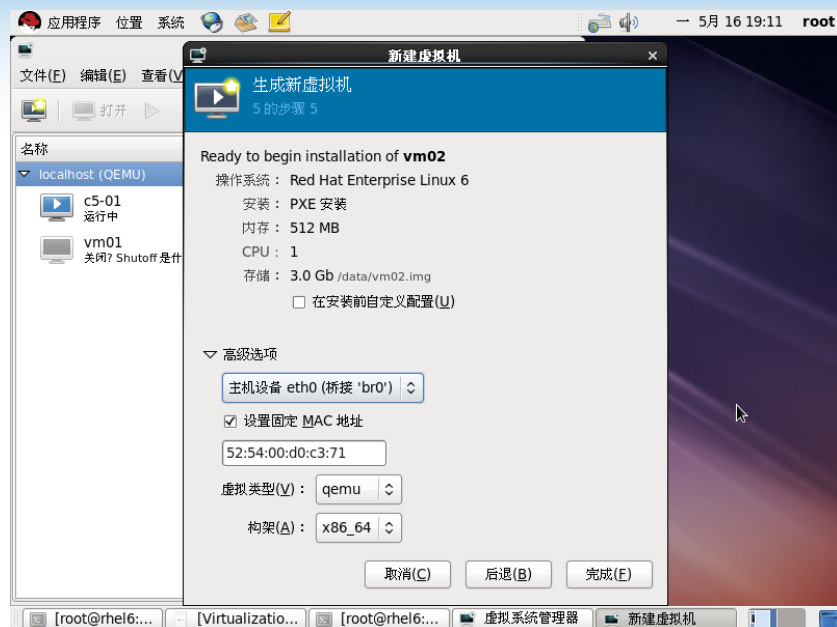 应用程序 位置 系统 一 5月 16 19:11 root
新建虚拟机
文件(F) 编辑(E) 查看(V
打开
生成新虚拟机
5 的步骤 5
名称
localhost (QEMU)
c5-01
运行中
vm01
关闭? Shutoff 是什
Ready to begin installation of vm02
操作系统： Red Hat Enterprise Linux 6
安装： PXE 安装
内存： 512 MB
CPU： 1
存储： 3.0 Gb /data/vm02.img
在安装前自定义配置(U)
高级选项
主机设备 eth0 (桥接 'br0')
设置固定 MAC 地址
52:54:00:d0:c3:71
虚拟类型(V)： qemu
构架(A)： x86_64
取消(C) 后退(B) 完成(F)
[root@rhel6:... [Virtualizatio... [root@rhel6:... 虚拟系统管理器 新建虚拟机